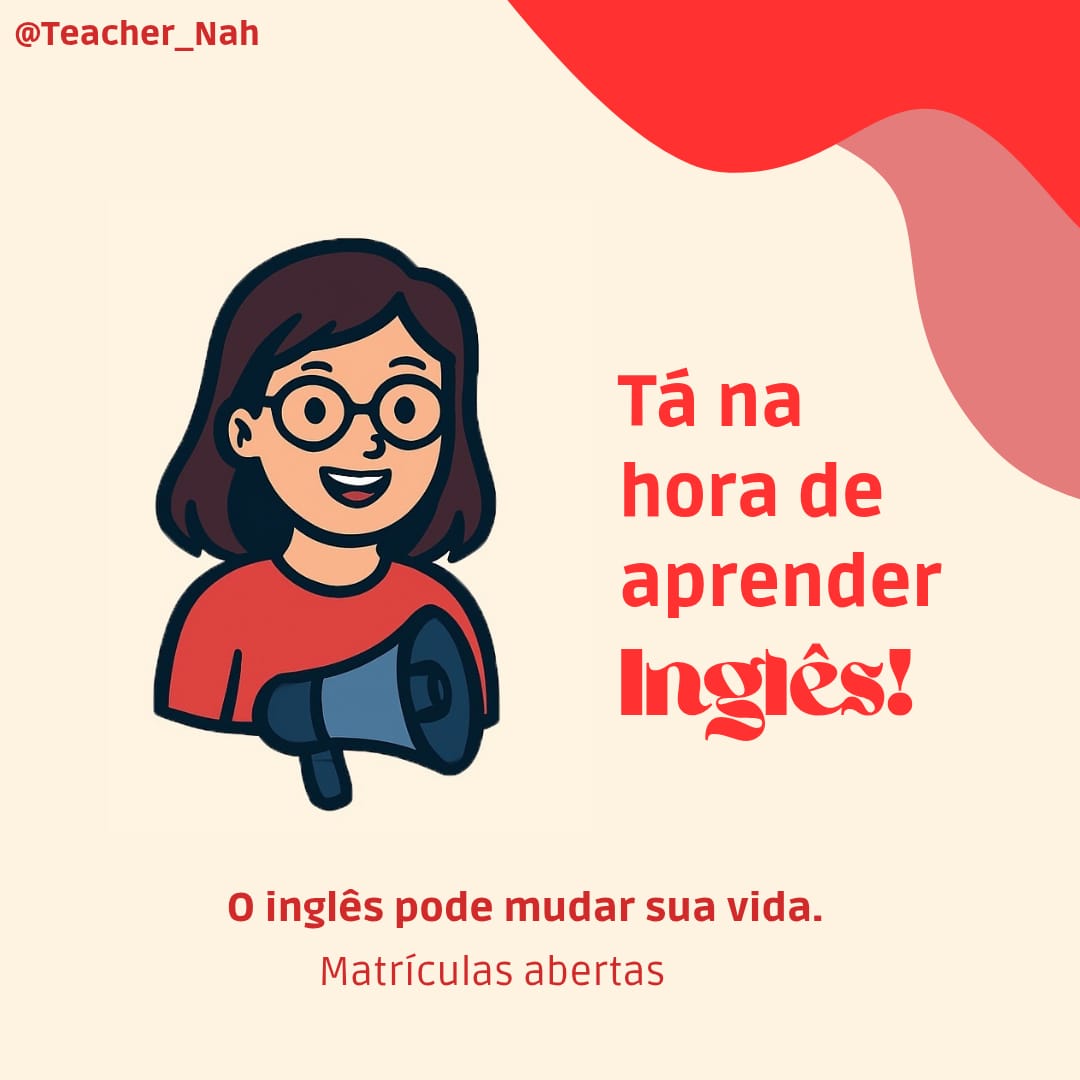 @Teacher_Nah
Tá na
hora de
aprender
Inglês!
O inglês pode mudar sua vida.
Matrículas abertas